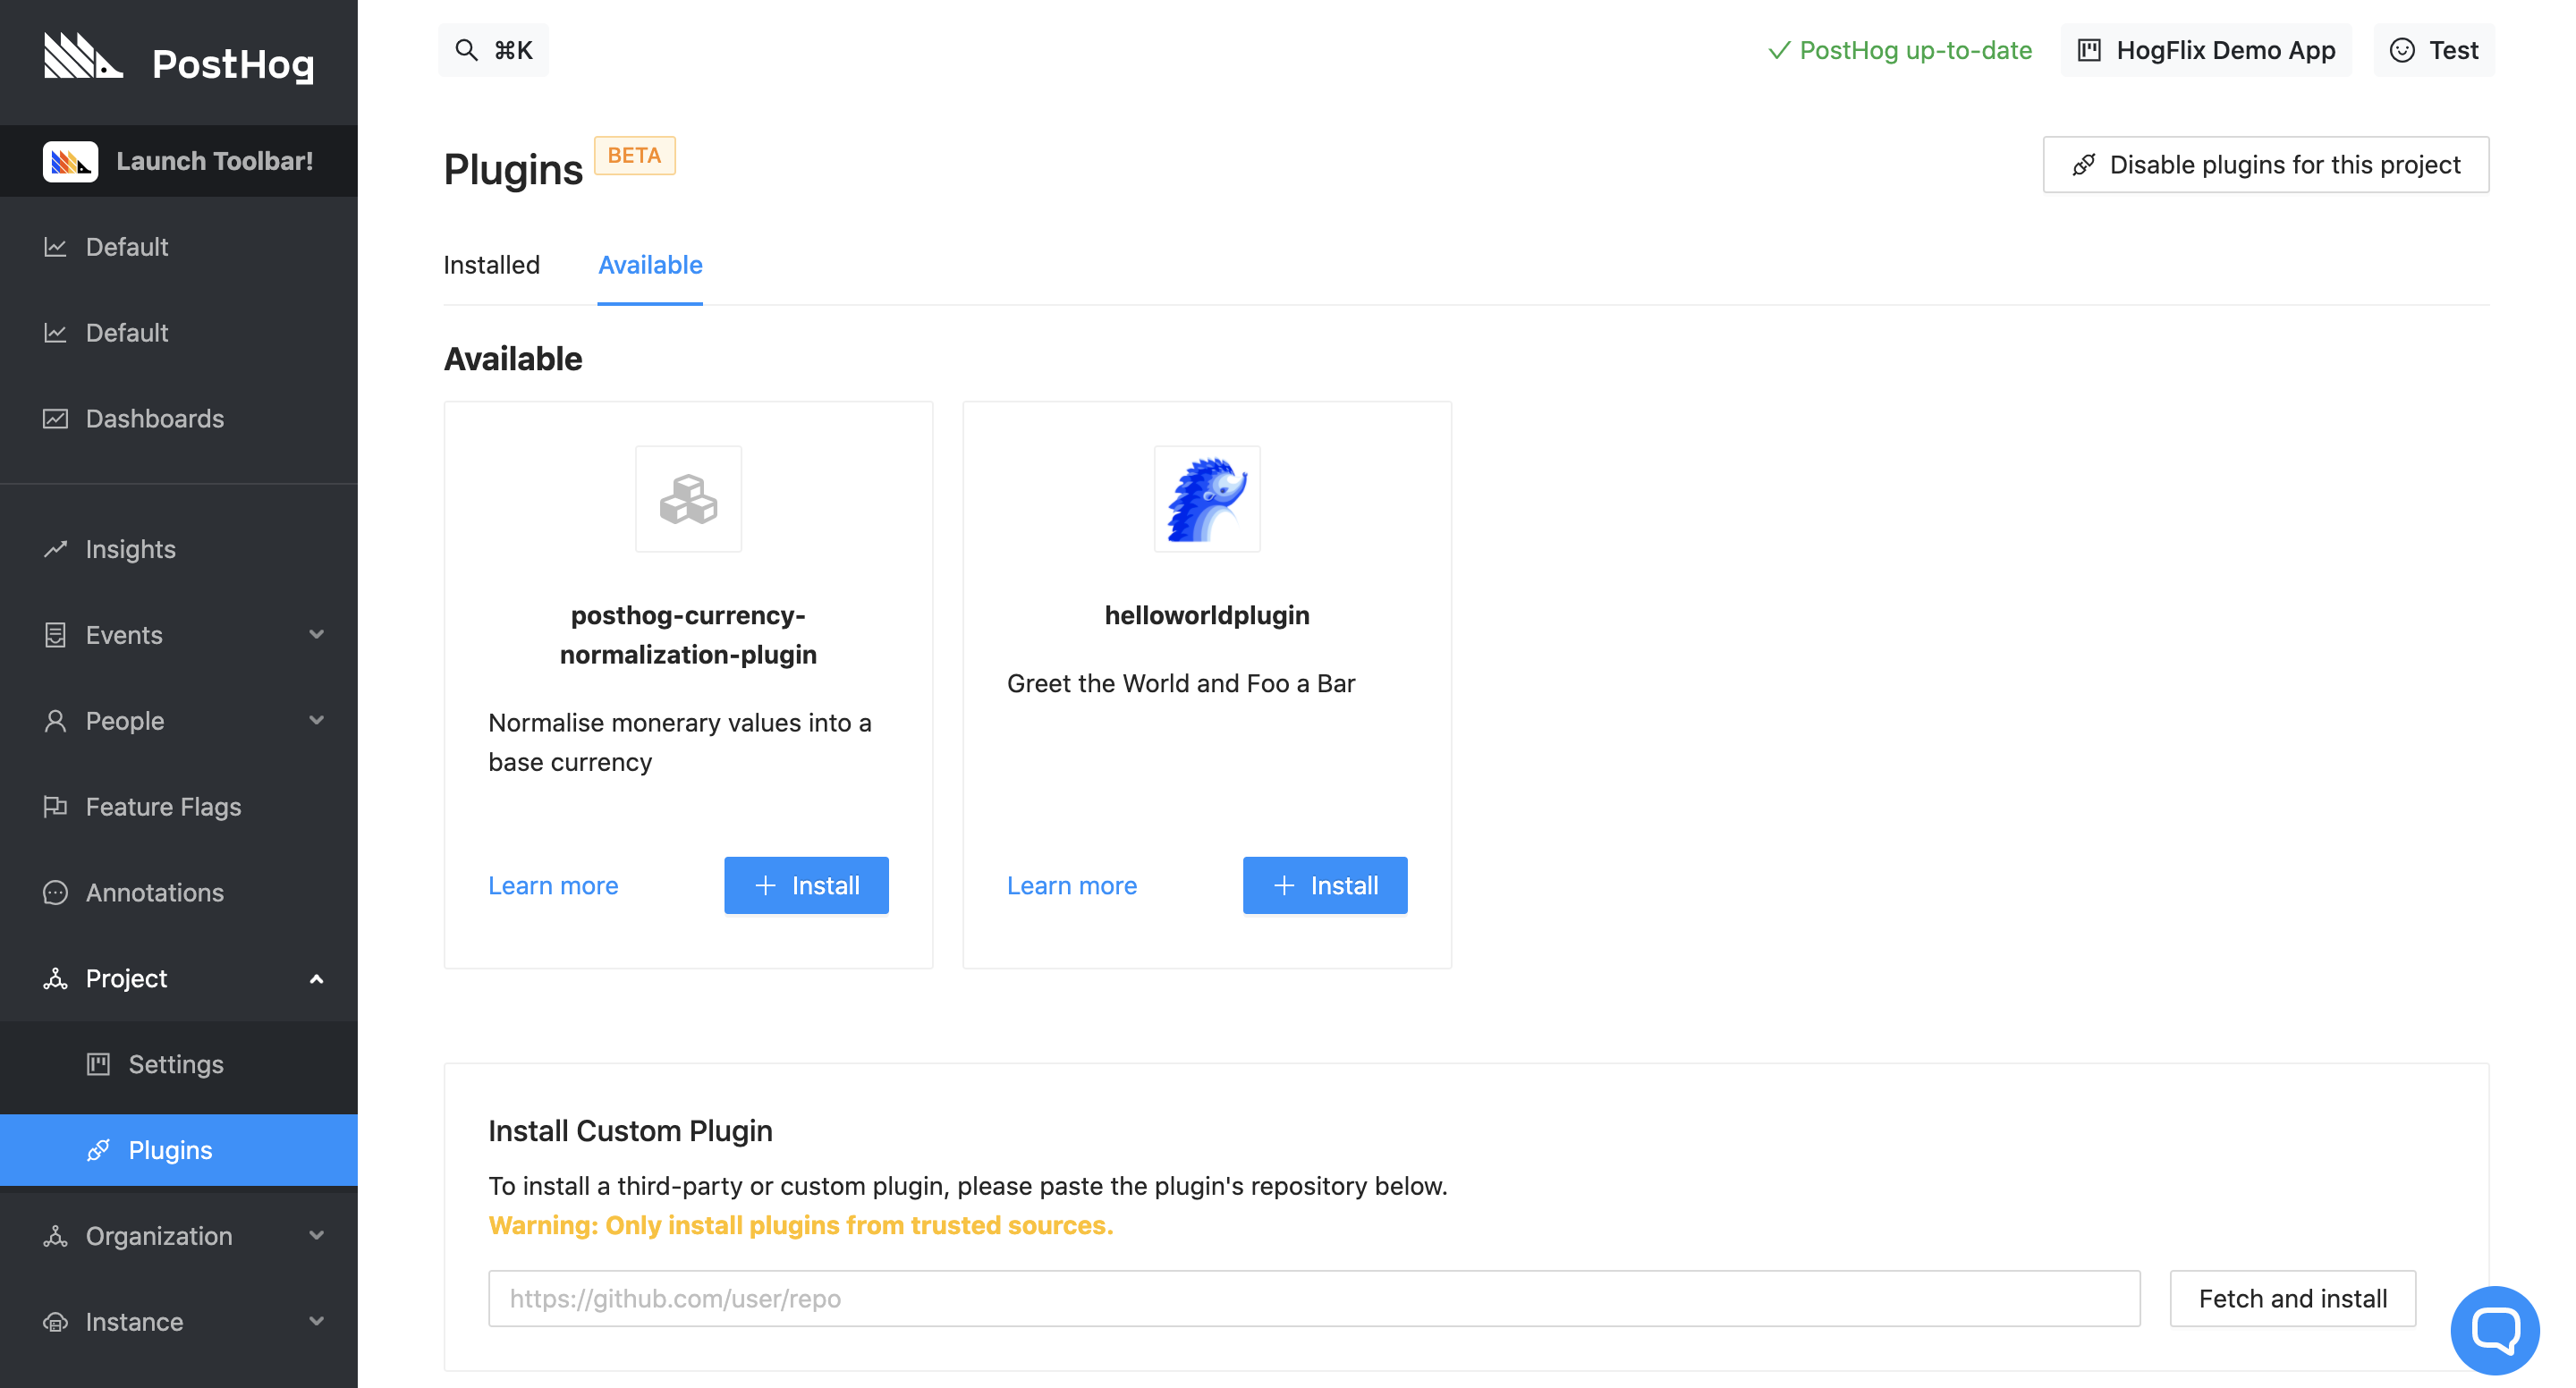 PostHog
Launch Toolbar!
Default
Default
Dashboards
Insights
Events
People
Feature Flags
Annotations
Project
Settings
Plugins
Organization
Instance
⌘K
PostHog up-to-date
HogFlix Demo App
Test
Plugins BETA
Disable plugins for this project
Installed
Available
Available
posthog-currency-
normalization-plugin
Normalise monerary values into a
base currency
Learn more
+ Install
helloworldplugin
Greet the World and Foo a Bar
Learn more
+ Install
Install Custom Plugin
To install a third-party or custom plugin, please paste the plugin's repository below.
Warning: Only install plugins from trusted sources.
https://github.com/user/repo
Fetch and install